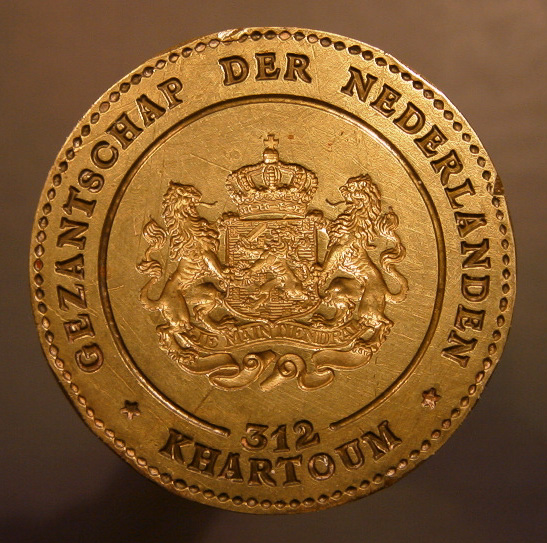 GEZANTSCHAP DER NEDERLANDEN
JE MAINTIENDRAI
312
KHARTOUM